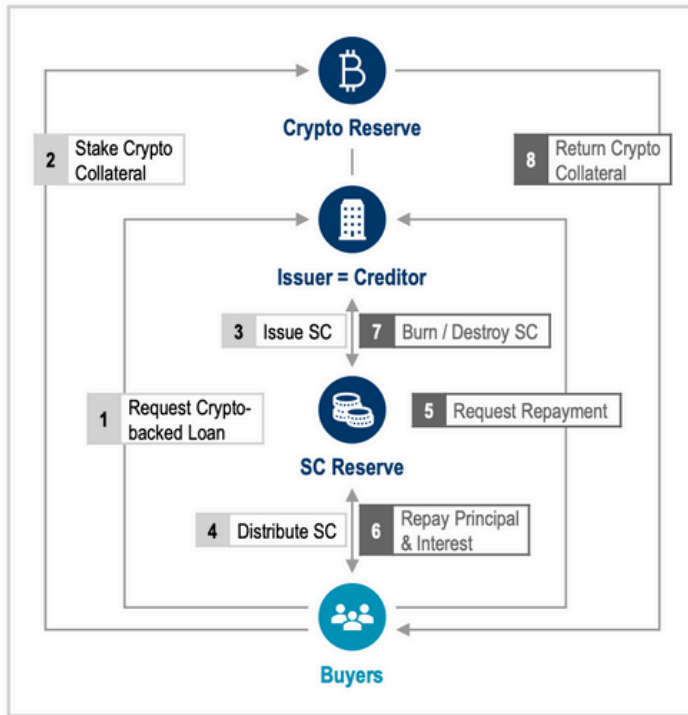 Crypto Reserve
2 Stake Crypto
Collateral
8 Return Crypto
Collateral
Issuer = Creditor
3 Issue SC
7 Burn / Destroy SC
1 Request Crypto-
backed Loan
5 Request Repayment
SC Reserve
4 Distribute SC
6 Repay Principal
& Interest
Buyers